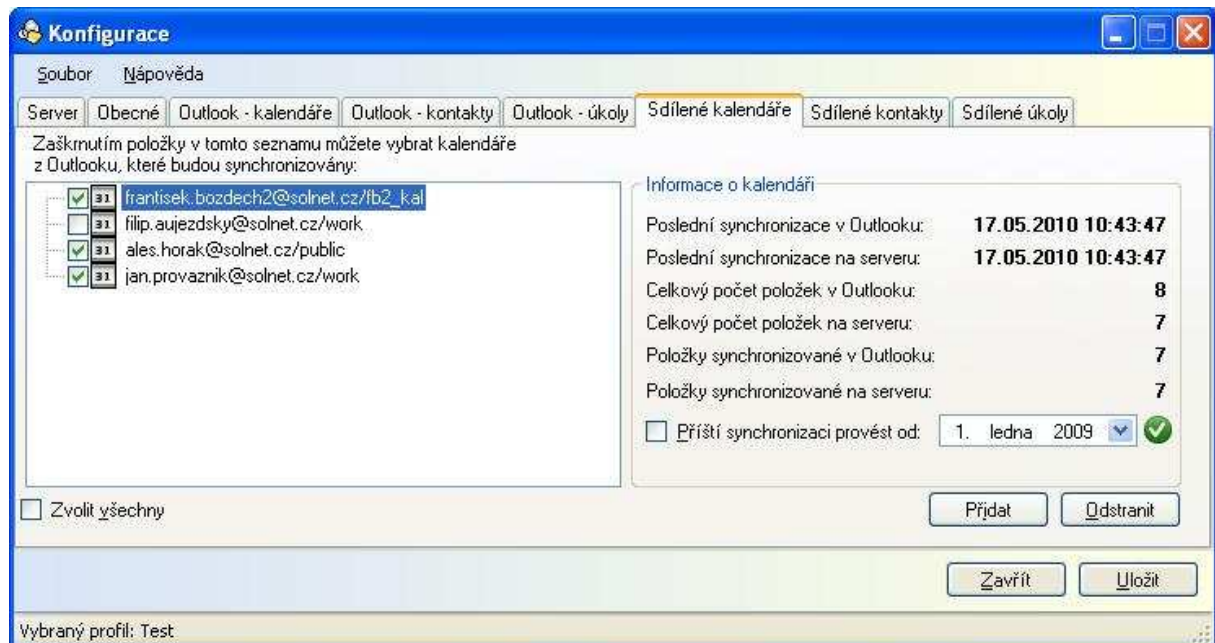 Konfigurace
Soubor Nápověda
Server Obecné Outlook - kalendáře Outlook - kontakty Outlook - úkoly Sdílené kalendáře Sdílené kontakty Sdílené úkoly
Zaškrnutím položky v tomto seznamu můžete vybrat kalendáře
z Outlooku, které budou synchronizovány:
31 frantisek.bozdech2@solnet.cz/fb2_kal
31 filip.aujezdsky@solnet.cz/work
31 ales.horak@solnet.cz/public
31 jan.provaznik@solnet.cz/work
Zvolit všechny
Informace o kalendáři
Poslední synchronizace v Outlooku: 17.05.2010 10:43:47
Poslední synchronizace na serveru: 17.05.2010 10:43:47
Celkový počet položek v Outlooku: 8
Celkový počet položek na serveru: 7
Položky synchronizované v Outlooku: 7
Položky synchronizované na serveru: 7
Příští synchronizaci provést od: 1. ledna 2009
Přidat Odstranit
Zavřít Uložit
Vybraný profil: Test